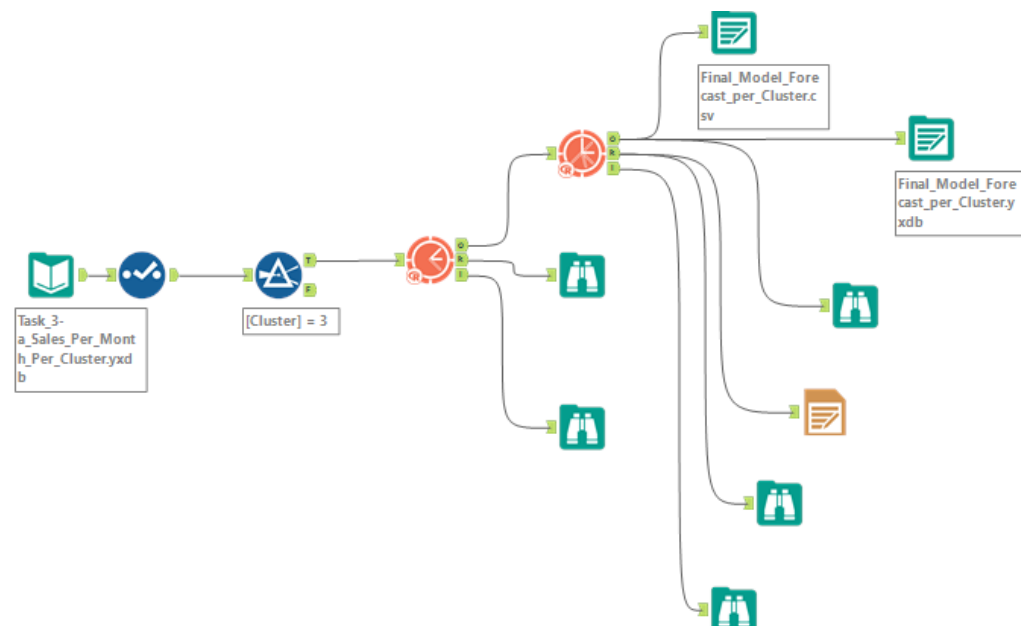 Final_Model_Fore
cast_per_Cluster.c
sv
O
R
I
Final_Model_Fore
cast_per_Cluster.y
xdb
O
R
I
T
F
Task_3-
a_Sales_Per_Mont
h_Per_Cluster.yxd
b
[Cluster] = 3